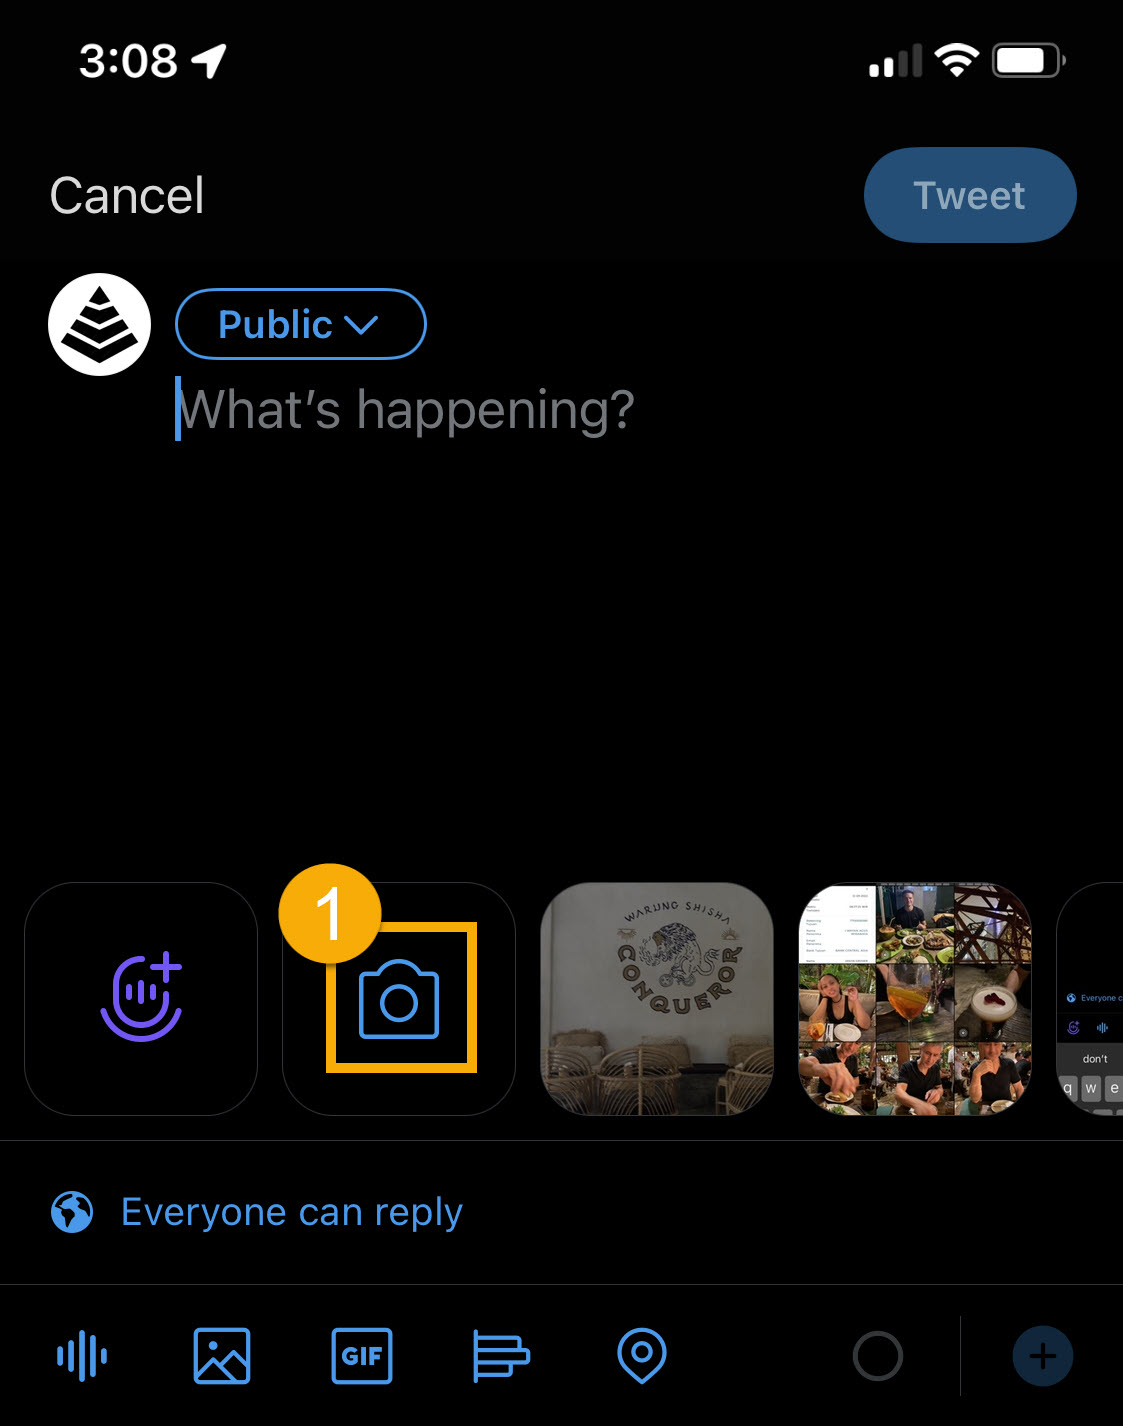 3:08
Cancel
Tweet
Public
What's happening?
1
WARUNG SHISHA
CONQUEROR
Everyone c
don't
q w e
Everyone can reply
GIF